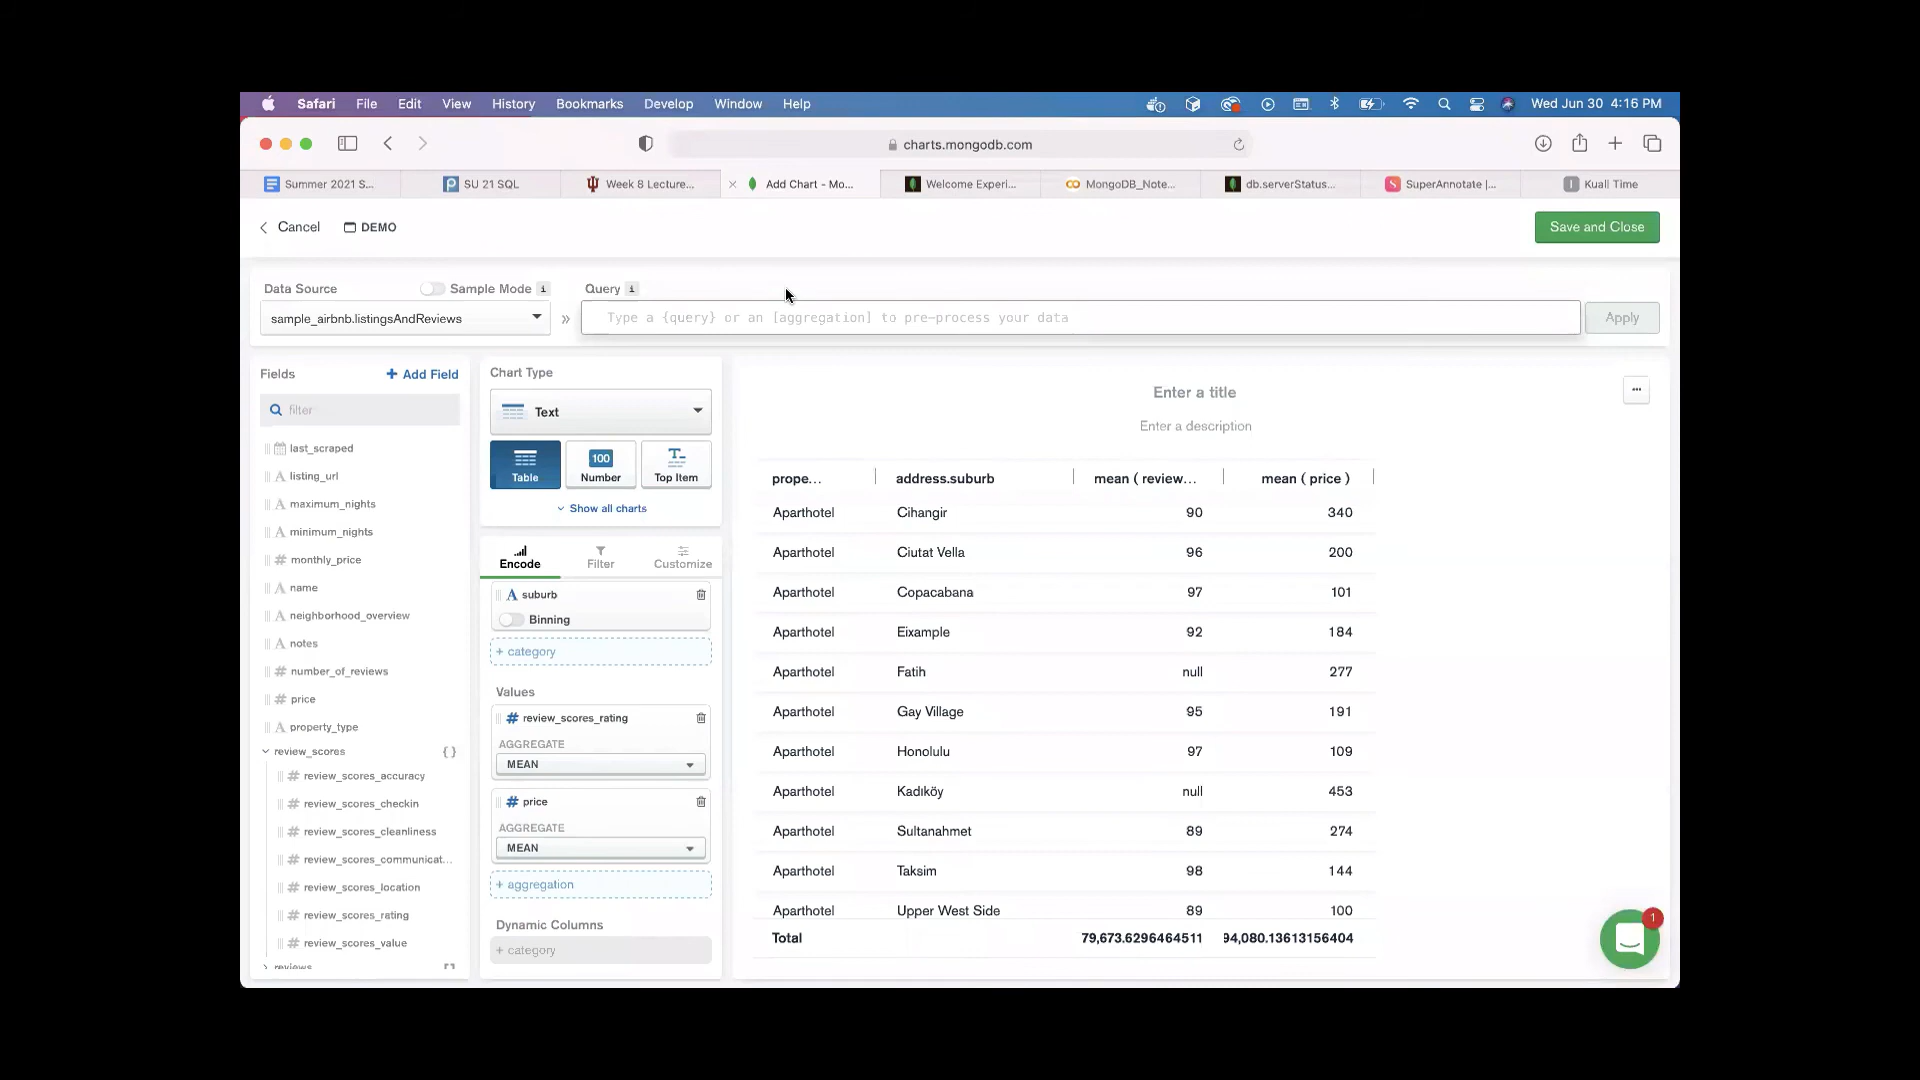 Safari File Edit View History Bookmarks Develop Window Help Wed Jun 30 4:16 PM
charts.mongodb.com
Summer 2021 S... SU 21 SQL Week 8 Lecture... Add Chart - Mo... Welcome Experi... MongoDB_Note... db.serverStatus... SuperAnnotate |... Kuali Time
Cancel DEMO Save and Close
Data Source Sample Mode i Query i
sample_airbnb.listingsAndReviews » Type a {query} or an [aggregation] to pre-process your data Apply
Fields + Add Field
filter
last_scraped
listing_url
maximum_nights
minimum_nights
# monthly_price
name
neighborhood_overview
notes
# number_of_reviews
# price
property_type
review_scores { }
# review_scores_accuracy
# review_scores_checkin
# review_scores_cleanliness
# review_scores_communicat...
# review_scores_location
# review_scores_rating
# review_scores_value
reviews [ ]
Chart Type
Text
Table
100
Number
Top Item
Show all charts
Encode Filter Customize
A suburb
Binning
+ category
Values
# review_scores_rating
AGGREGATE
MEAN
# price
AGGREGATE
MEAN
+ aggregation
Dynamic Columns
+ category
Enter a title
...
Enter a description
prope... address.suburb mean ( review... mean ( price )
Aparthotel Cihangir 90 340
Aparthotel Ciutat Vella 96 200
Aparthotel Copacabana 97 101
Aparthotel Eixample 92 184
Aparthotel Fatih null 277
Aparthotel Gay Village 95 191
Aparthotel Honolulu 97 109
Aparthotel Kadıköy null 453
Aparthotel Sultanahmet 89 274
Aparthotel Taksim 98 144
Aparthotel Upper West Side 89 100
Total 79,673.6296464511 94,080.13613156404
1